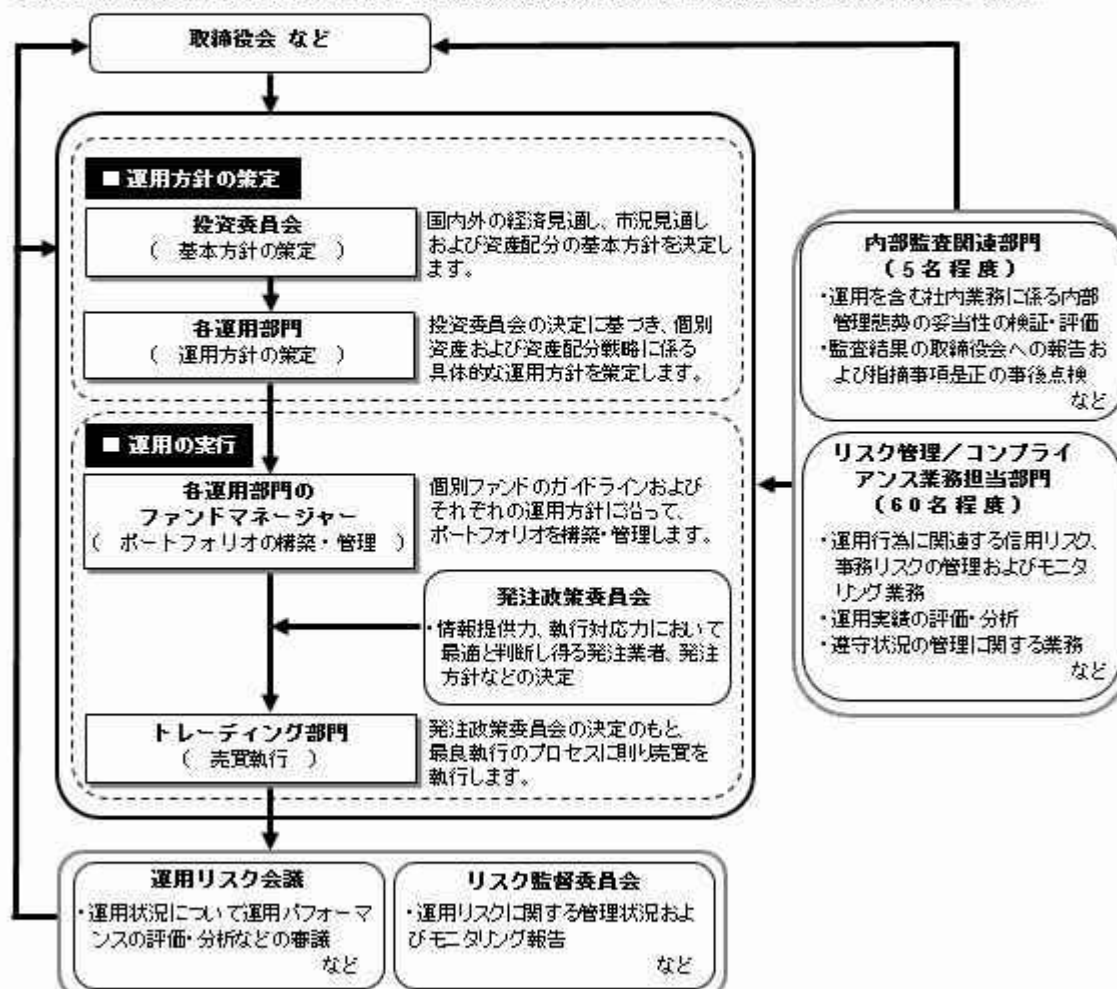 取締役会 など
■ 運用方針の策定
投資委員会
（ 基本方針の策定 ）
国内外の経済見通し、市況見通し
および資産配分の基本方針を決定し
ます。
各運用部門
（ 運用方針の策定 ）
投資委員会の決定に基づき、個別
資産および資産配分戦略に係る
具体的な運用方針を策定します。
■ 運用の実行
各運用部門の
ファンドマネージャー
（ ポートフォリオの構築・管理 ）
個別ファンドのガイドラインおよび
それぞれの運用方針に沿って、
ポートフォリオを構築・管理します。
発注政策委員会
・情報提供力、執行対応力において
最適と判断し得る発注業者、発注
方針などの決定
トレーディング部門
（ 売買執行 ）
発注政策委員会の決定のもと、
最良執行のプロセスに則り売買を
執行します。
内部監査関連部門
（５名程度）
・運用を含む社内業務に係る内部
管理態勢の妥当性の検証・評価
・監査結果の取締役会への報告お
よび指摘事項是正の事後点検
など
リスク管理／コンプライ
アンス業務担当部門
（６０名程度）
・運用行為に関連する信用リスク、
事務リスクの管理およびモニタ
リング業務
・運用実績の評価・分析
・遵守状況の管理に関する業務
など
運用リスク会議
・運用状況について運用パフォーマ
ンスの評価・分析などの審議
など
リスク監督委員会
・運用リスクに関する管理状況およ
びモニタリング報告
など